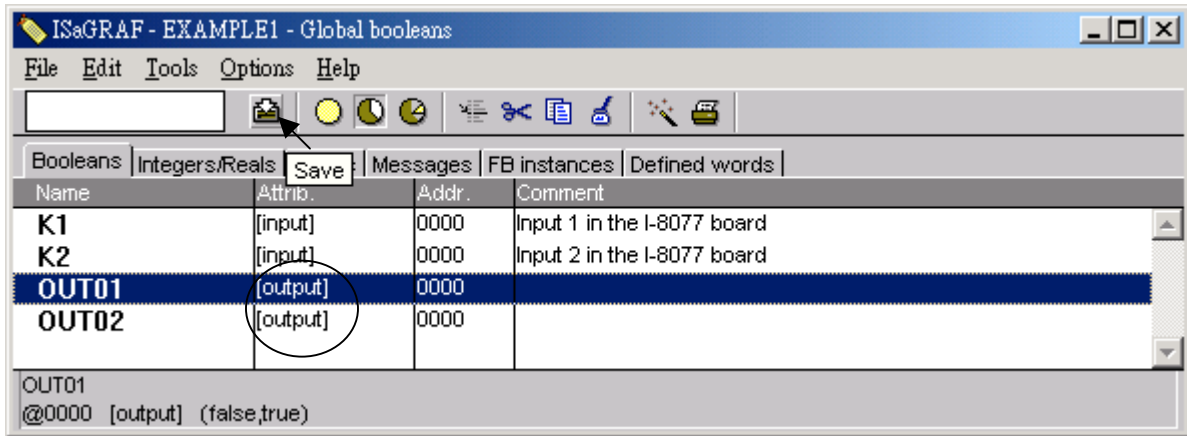 ISaGRAF - EXAMPLE1 - Global booleans
File Edit Tools Options Help
Save
Booleans Integers/Reals Messages FB instances Defined words
Name Attrib. Addr. Comment
K1 [input] 0000 Input 1 in the I-8077 board
K2 [input] 0000 Input 2 in the I-8077 board
OUT01 [output] 0000
OUT02 [output] 0000
OUT01
@0000 [output] (false,true)